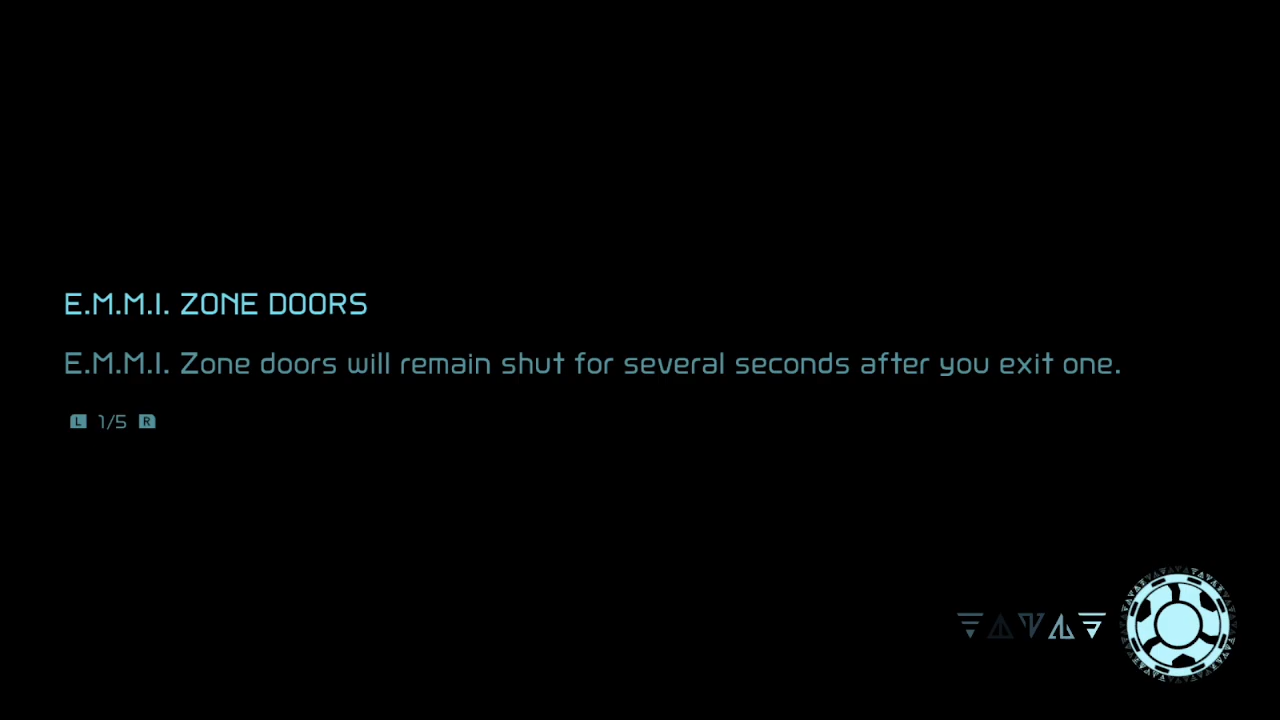 E.M.M.I. ZONE DOORS
E.M.M.I. Zone doors will remain shut for several seconds after you exit one.
L 1/5 R